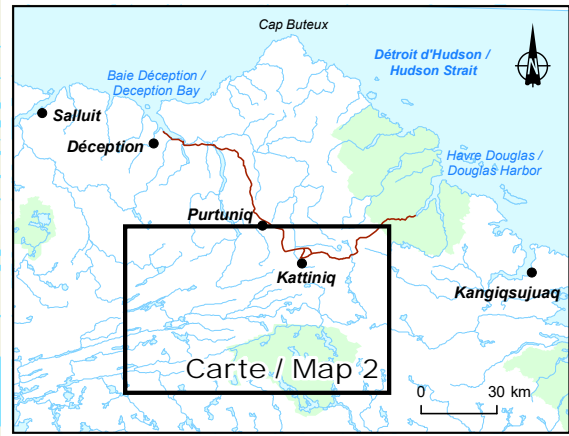 Cap Buteux
Détroit d'Hudson /
Hudson Strait
N
Baie Déception /
Deception Bay
Salluit
Déception
Havre Douglas /
Douglas Harbor
Purtuniq
Kattiniq
Kangiqsujuaq
Carte / Map 2
0 30 km